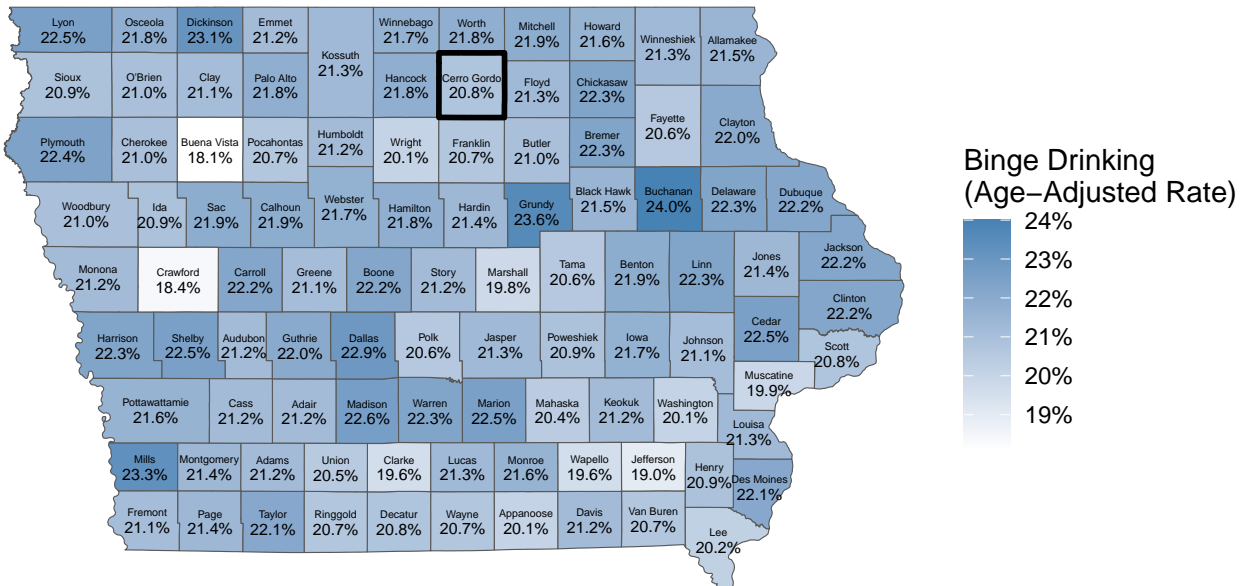 Lyon
22.5%
Osceola
21.8%
Dickinson
23.1%
Emmet
21.2%
Kossuth
21.3%
Winnebago
21.7%
Worth
21.8%
Mitchell
21.9%
Howard
21.6%
Winneshiek
21.3%
Allamakee
21.5%
Sioux
20.9%
O'Brien
21.0%
Clay
21.1%
Palo Alto
21.8%
Hancock
21.8%
Cerro Gordo
20.8%
Floyd
21.3%
Chickasaw
22.3%
Fayette
20.6%
Clayton
22.0%
Plymouth
22.4%
Cherokee
21.0%
Buena Vista
18.1%
Pocahontas
20.7%
Humboldt
21.2%
Wright
20.1%
Franklin
20.7%
Butler
21.0%
Bremer
22.3%
Woodbury
21.0%
Ida
20.9%
Sac
21.9%
Calhoun
21.9%
Webster
21.7%
Hamilton
21.8%
Hardin
21.4%
Grundy
23.6%
Black Hawk
21.5%
Buchanan
24.0%
Delaware
22.3%
Dubuque
22.2%
Monona
21.2%
Crawford
18.4%
Carroll
22.2%
Greene
21.1%
Boone
22.2%
Story
21.2%
Marshall
19.8%
Tama
20.6%
Benton
21.9%
Linn
22.3%
Jones
21.4%
Jackson
22.2%
Clinton
22.2%
Harrison
22.3%
Shelby
22.5%
Audubon
21.2%
Guthrie
22.0%
Dallas
22.9%
Polk
20.6%
Jasper
21.3%
Poweshiek
20.9%
Iowa
21.7%
Johnson
21.1%
Cedar
22.5%
Scott
20.8%
Muscatine
19.9%
Pottawattamie
21.6%
Cass
21.2%
Adair
21.2%
Madison
22.6%
Warren
22.3%
Marion
22.5%
Mahaska
20.4%
Keokuk
21.2%
Washington
20.1%
Louisa
21.3%
Mills
23.3%
Montgomery
21.4%
Adams
21.2%
Union
20.5%
Clarke
19.6%
Lucas
21.3%
Monroe
21.6%
Wapello
19.6%
Jefferson
19.0%
Henry
20.9%
Des Moines
22.1%
Fremont
21.1%
Page
21.4%
Taylor
22.1%
Ringgold
20.7%
Decatur
20.8%
Wayne
20.7%
Appanoose
20.1%
Davis
21.2%
Van Buren
20.7%
Lee
20.2%
Binge Drinking
(Age−Adjusted Rate)
24%
23%
22%
21%
20%
19%